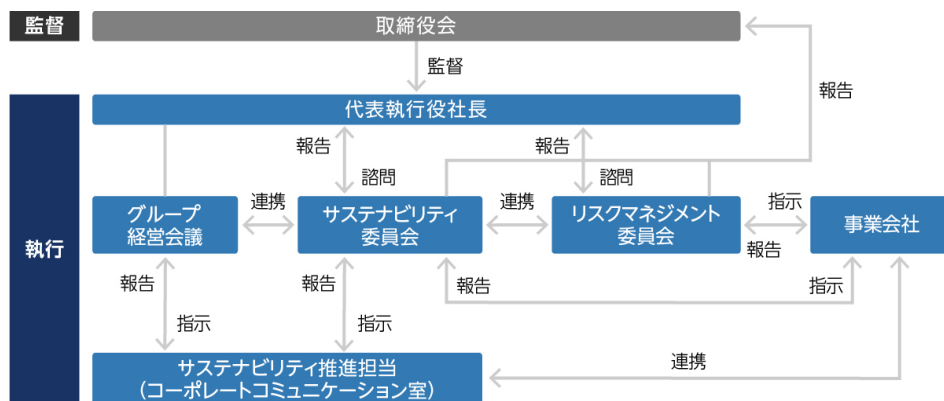 監督
取締役会
監督
報告
代表執行役社長
報告
諮問
報告
諮問
執行
グループ
経営会議
連携
サステナビリティ
委員会
連携
リスクマネジメント
委員会
指示
報告
事業会社
報告
指示
報告
指示
報告
指示
連携
サステナビリティ推進担当
（コーポレートコミュニケーション室）